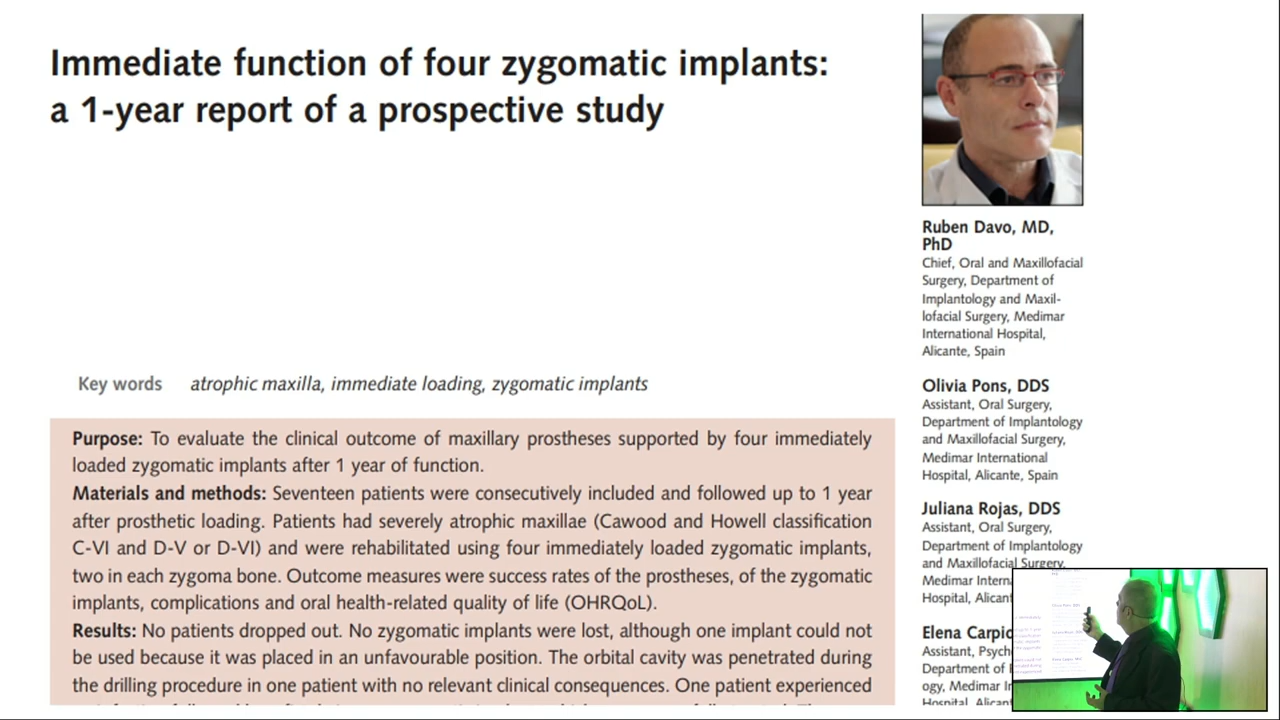 Immediate function of four zygomatic implants:
a 1-year report of a prospective study
Key words atrophic maxilla, immediate loading, zygomatic implants
Purpose: To evaluate the clinical outcome of maxillary prostheses supported by four immediately
loaded zygomatic implants after 1 year of function.
Materials and methods: Seventeen patients were consecutively included and followed up to 1 year
after prosthetic loading. Patients had severely atrophic maxillae (Cawood and Howell classification
C-VI and D-V or D-VI) and were rehabilitated using four immediately loaded zygomatic implants,
two in each zygoma bone. Outcome measures were success rates of the prostheses, of the zygomatic
implants, complications and oral health-related quality of life (OHRQoL).
Results: No patients dropped out. No zygomatic implants were lost, although one implant could not
be used because it was placed in an unfavourable position. The orbital cavity was penetrated during
the drilling procedure in one patient with no relevant clinical consequences. One patient experienced
Ruben Davo, MD,
PhD
Chief, Oral and Maxillofacial
Surgery, Department of
Implantology and Maxil-
lofacial Surgery, Medimar
International Hospital,
Alicante, Spain
Olivia Pons, DDS
Assistant, Oral Surgery,
Department of Implantology
and Maxillofacial Surgery,
Medimar International
Hospital, Alicante, Spain
Juliana Rojas, DDS
Assistant, Oral Surgery,
Department of Implantology
and Maxillofacial Surgery,
Medimar Intern
Hospital, Alican
Elena Carpic
Assistant, Psych
Department of
ogy, Medimar I
Hospital, Alican